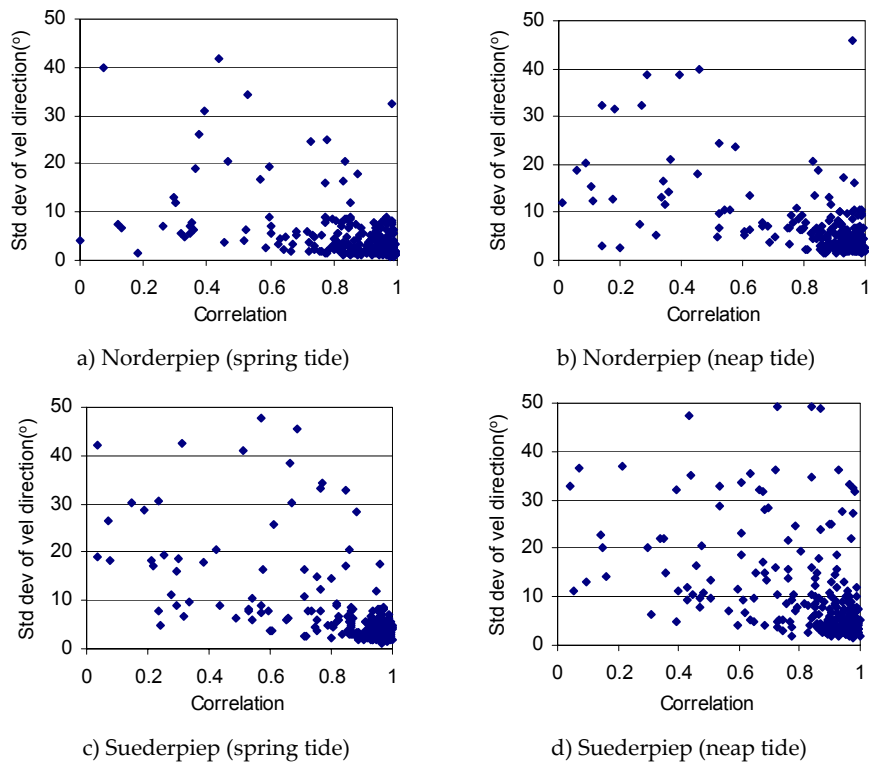 50
40
30
20
10
0
0 0.2 0.4 0.6 0.8 1
Std dev of vel direction(º)
Correlation
a) Norderpiep (spring tide)
50
40
30
20
10
0
0 0.2 0.4 0.6 0.8 1
Std dev of vel direction(º)
Correlation
b) Norderpiep (neap tide)
50
40
30
20
10
0
0 0.2 0.4 0.6 0.8 1
Std dev of vel direction(º)
Correlation
c) Suederpiep (spring tide)
50
40
30
20
10
0
0 0.2 0.4 0.6 0.8 1
Std dev of vel direction(º)
Correlation
d) Suederpiep (neap tide)